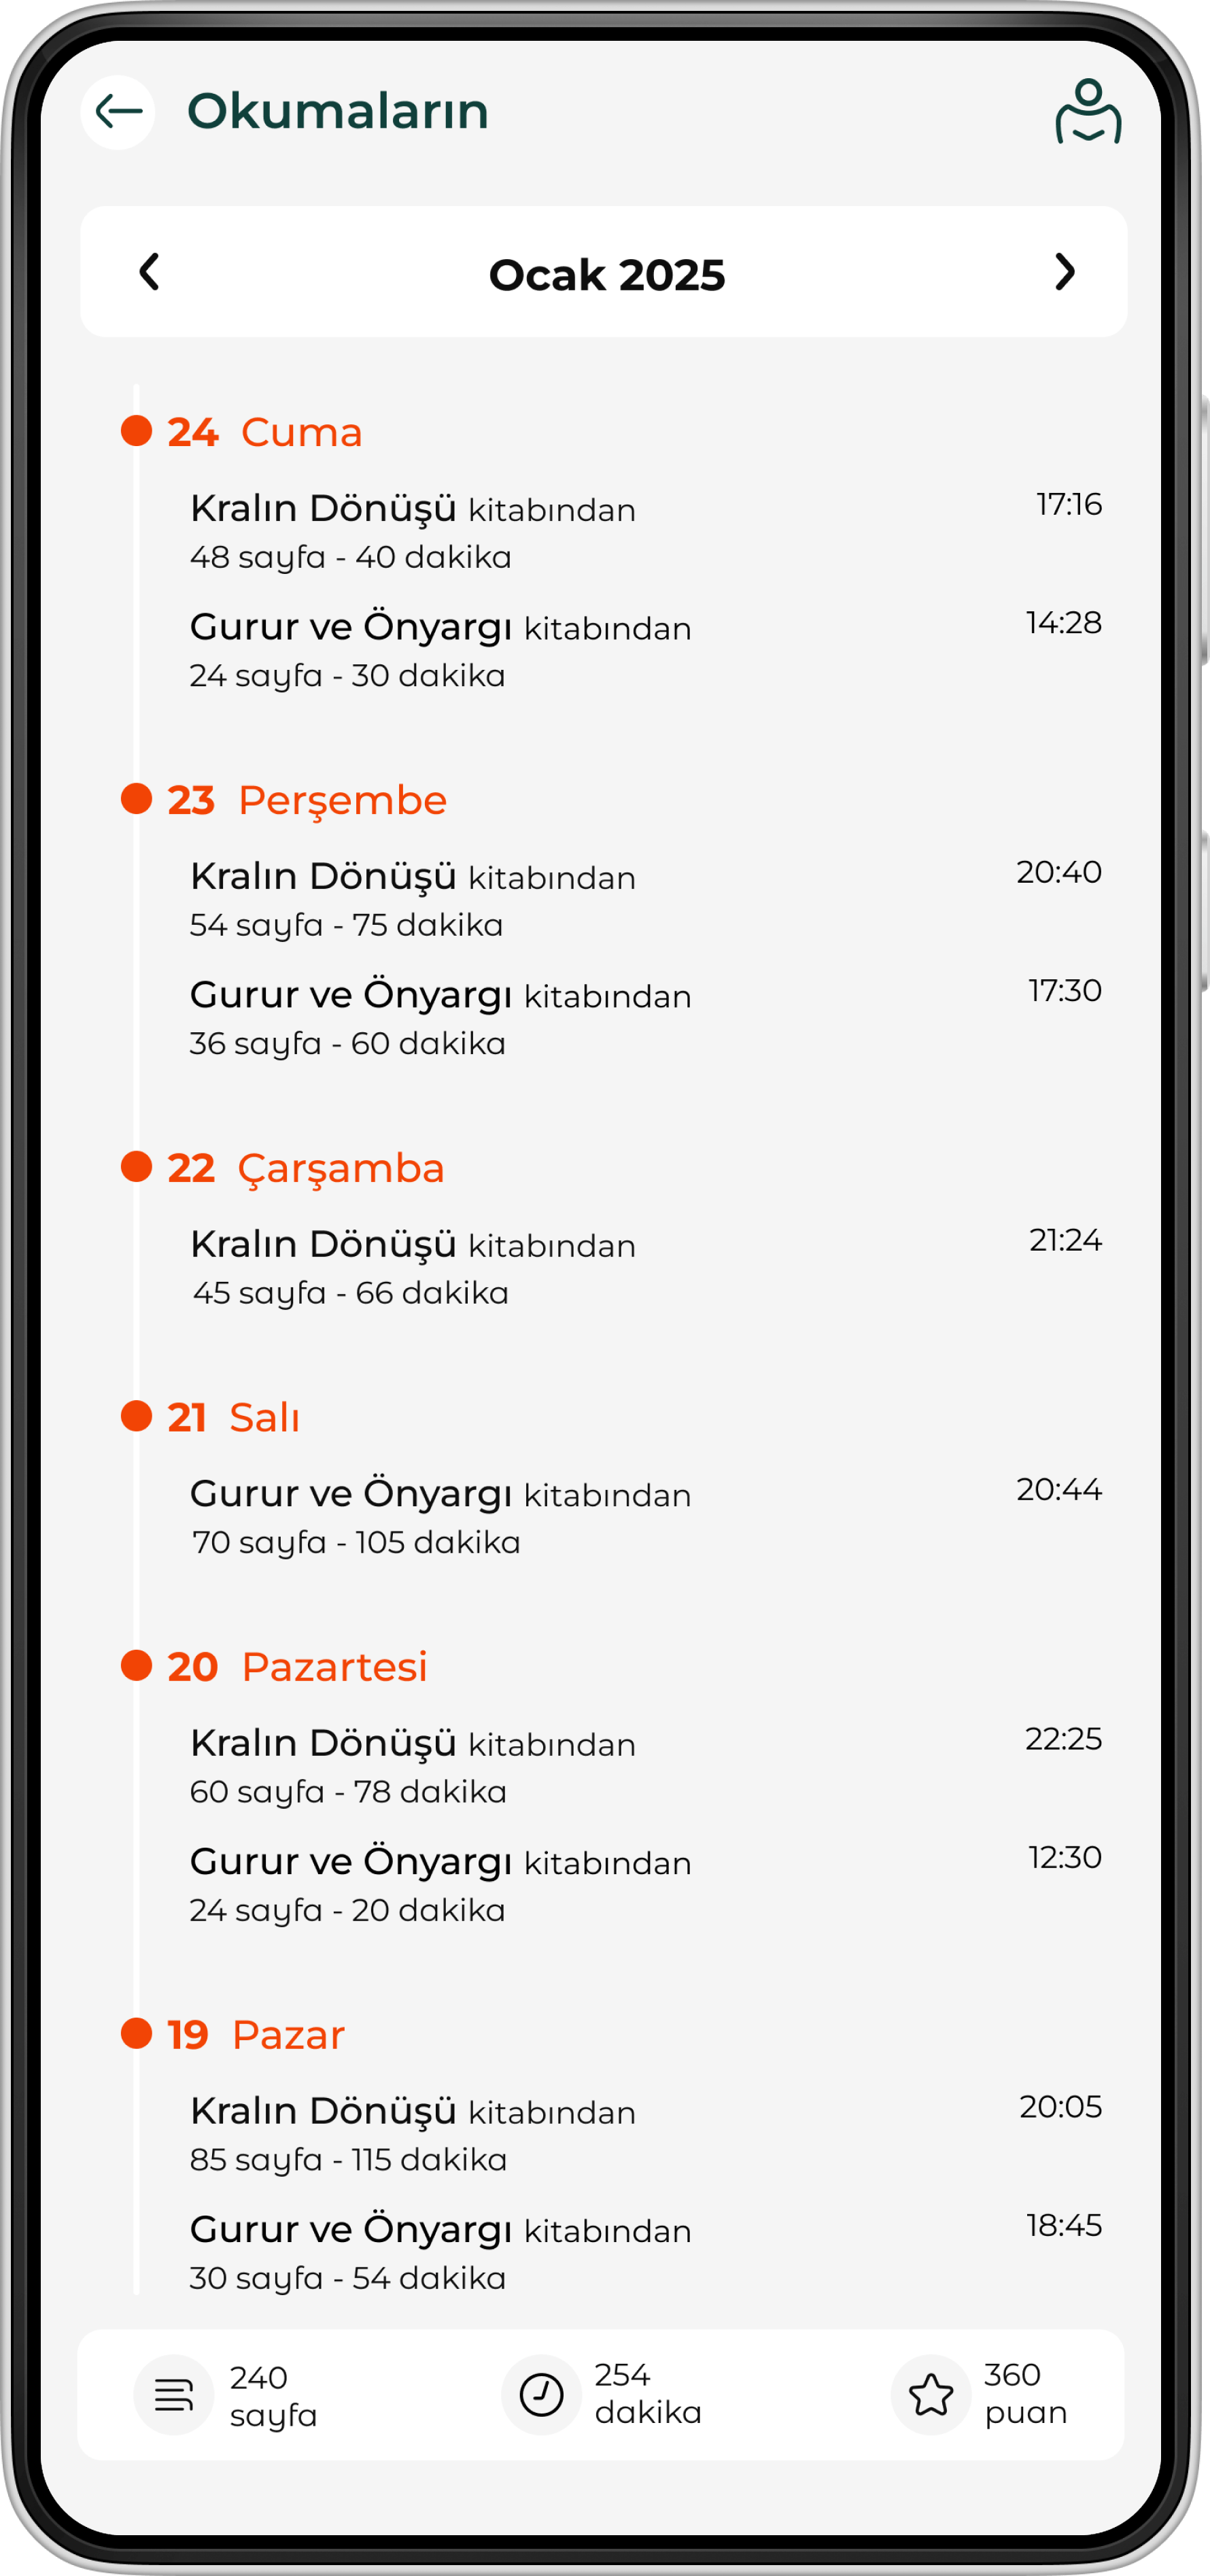 Okumaların
Ocak 2025
24 Cuma
Kralın Dönüşü kitabından 17:16
48 sayfa - 40 dakika
Gurur ve Önyargı kitabından 14:28
24 sayfa - 30 dakika
23 Perşembe
Kralın Dönüşü kitabından 20:40
54 sayfa - 75 dakika
Gurur ve Önyargı kitabından 17:30
36 sayfa - 60 dakika
22 Çarşamba
Kralın Dönüşü kitabından 21:24
45 sayfa - 66 dakika
21 Salı
Gurur ve Önyargı kitabından 20:44
70 sayfa - 105 dakika
20 Pazartesi
Kralın Dönüşü kitabından 22:25
60 sayfa - 78 dakika
Gurur ve Önyargı kitabından 12:30
24 sayfa - 20 dakika
19 Pazar
Kralın Dönüşü kitabından 20:05
85 sayfa - 115 dakika
Gurur ve Önyargı kitabından 18:45
30 sayfa - 54 dakika
240
sayfa
254
dakika
360
puan